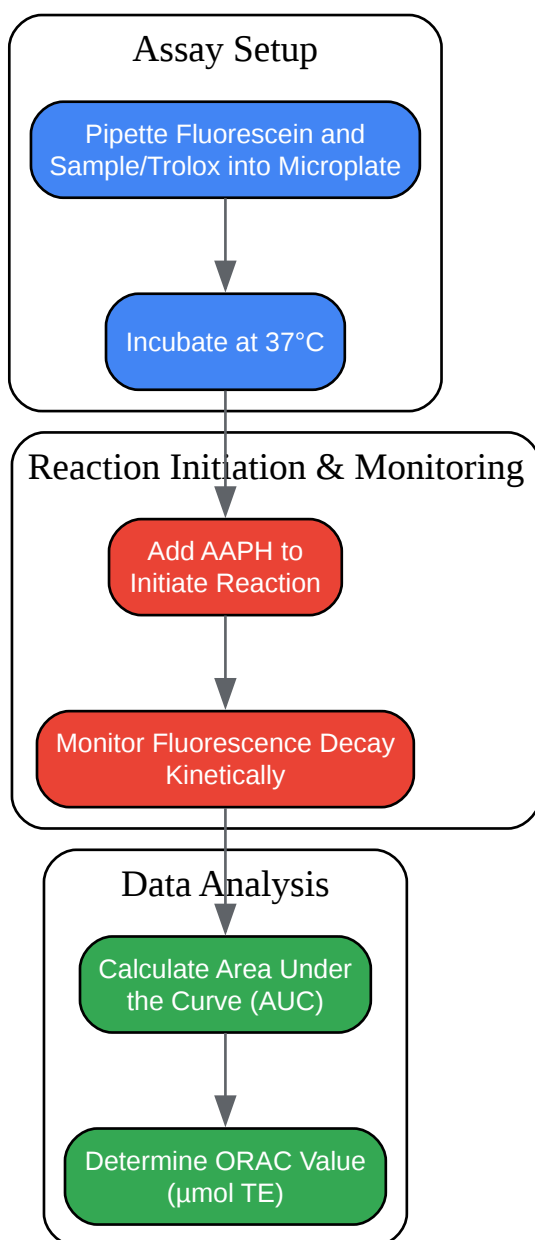 Assay Setup
Pipette Fluorescein and
Sample/Trolox into Microplate
Incubate at 37°C
Reaction Initiation & Monitoring
Add AAPH to
Initiate Reaction
Monitor Fluorescence Decay
Kinetically
Data Analysis
Calculate Area Under
the Curve (AUC)
Determine ORAC Value
(µmol TE)